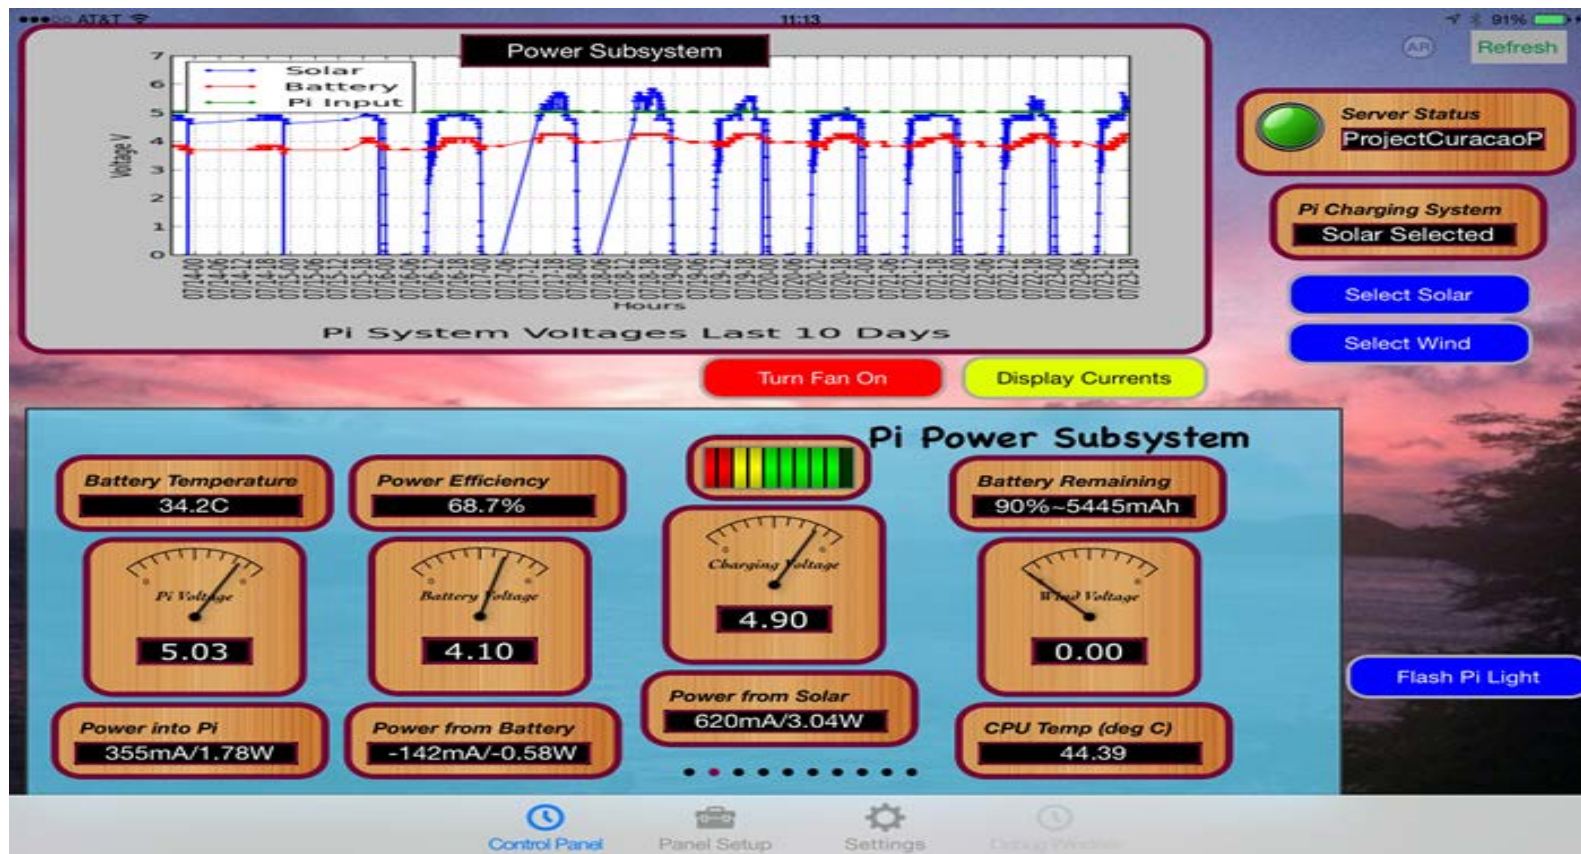 AT&T
11:13
91%
Power Subsystem
AR
Refresh
Solar
Battery
Pi Input
7
6
5
4
3
2
1
0
Voltage V
Hours
Pi System Voltages Last 10 Days
Server Status
ProjectCuracaoP
Pi Charging System
Solar Selected
Select Solar
Select Wind
Turn Fan On
Display Currents
Pi Power Subsystem
Battery Temperature
34.2C
Power Efficiency
68.7%
Battery Remaining
90%~5445mAh
Pi Voltage
5.03
Battery Voltage
4.10
Charging Voltage
4.90
Wind Voltage
0.00
Flash Pi Light
Power into Pi
355mA/1.78W
Power from Battery
-142mA/-0.58W
Power from Solar
620mA/3.04W
CPU Temp (deg C)
44.39
Control Panel
Panel Setup
Settings